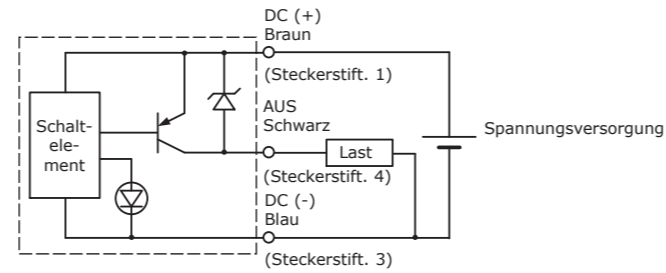 DC (+)
Braun
(Steckerstift. 1)
AUS
Schwarz
Spannungsversorgung
Schalt-
ele-
ment
Last
(Steckerstift. 4)
DC (-)
Blau
(Steckerstift. 3)